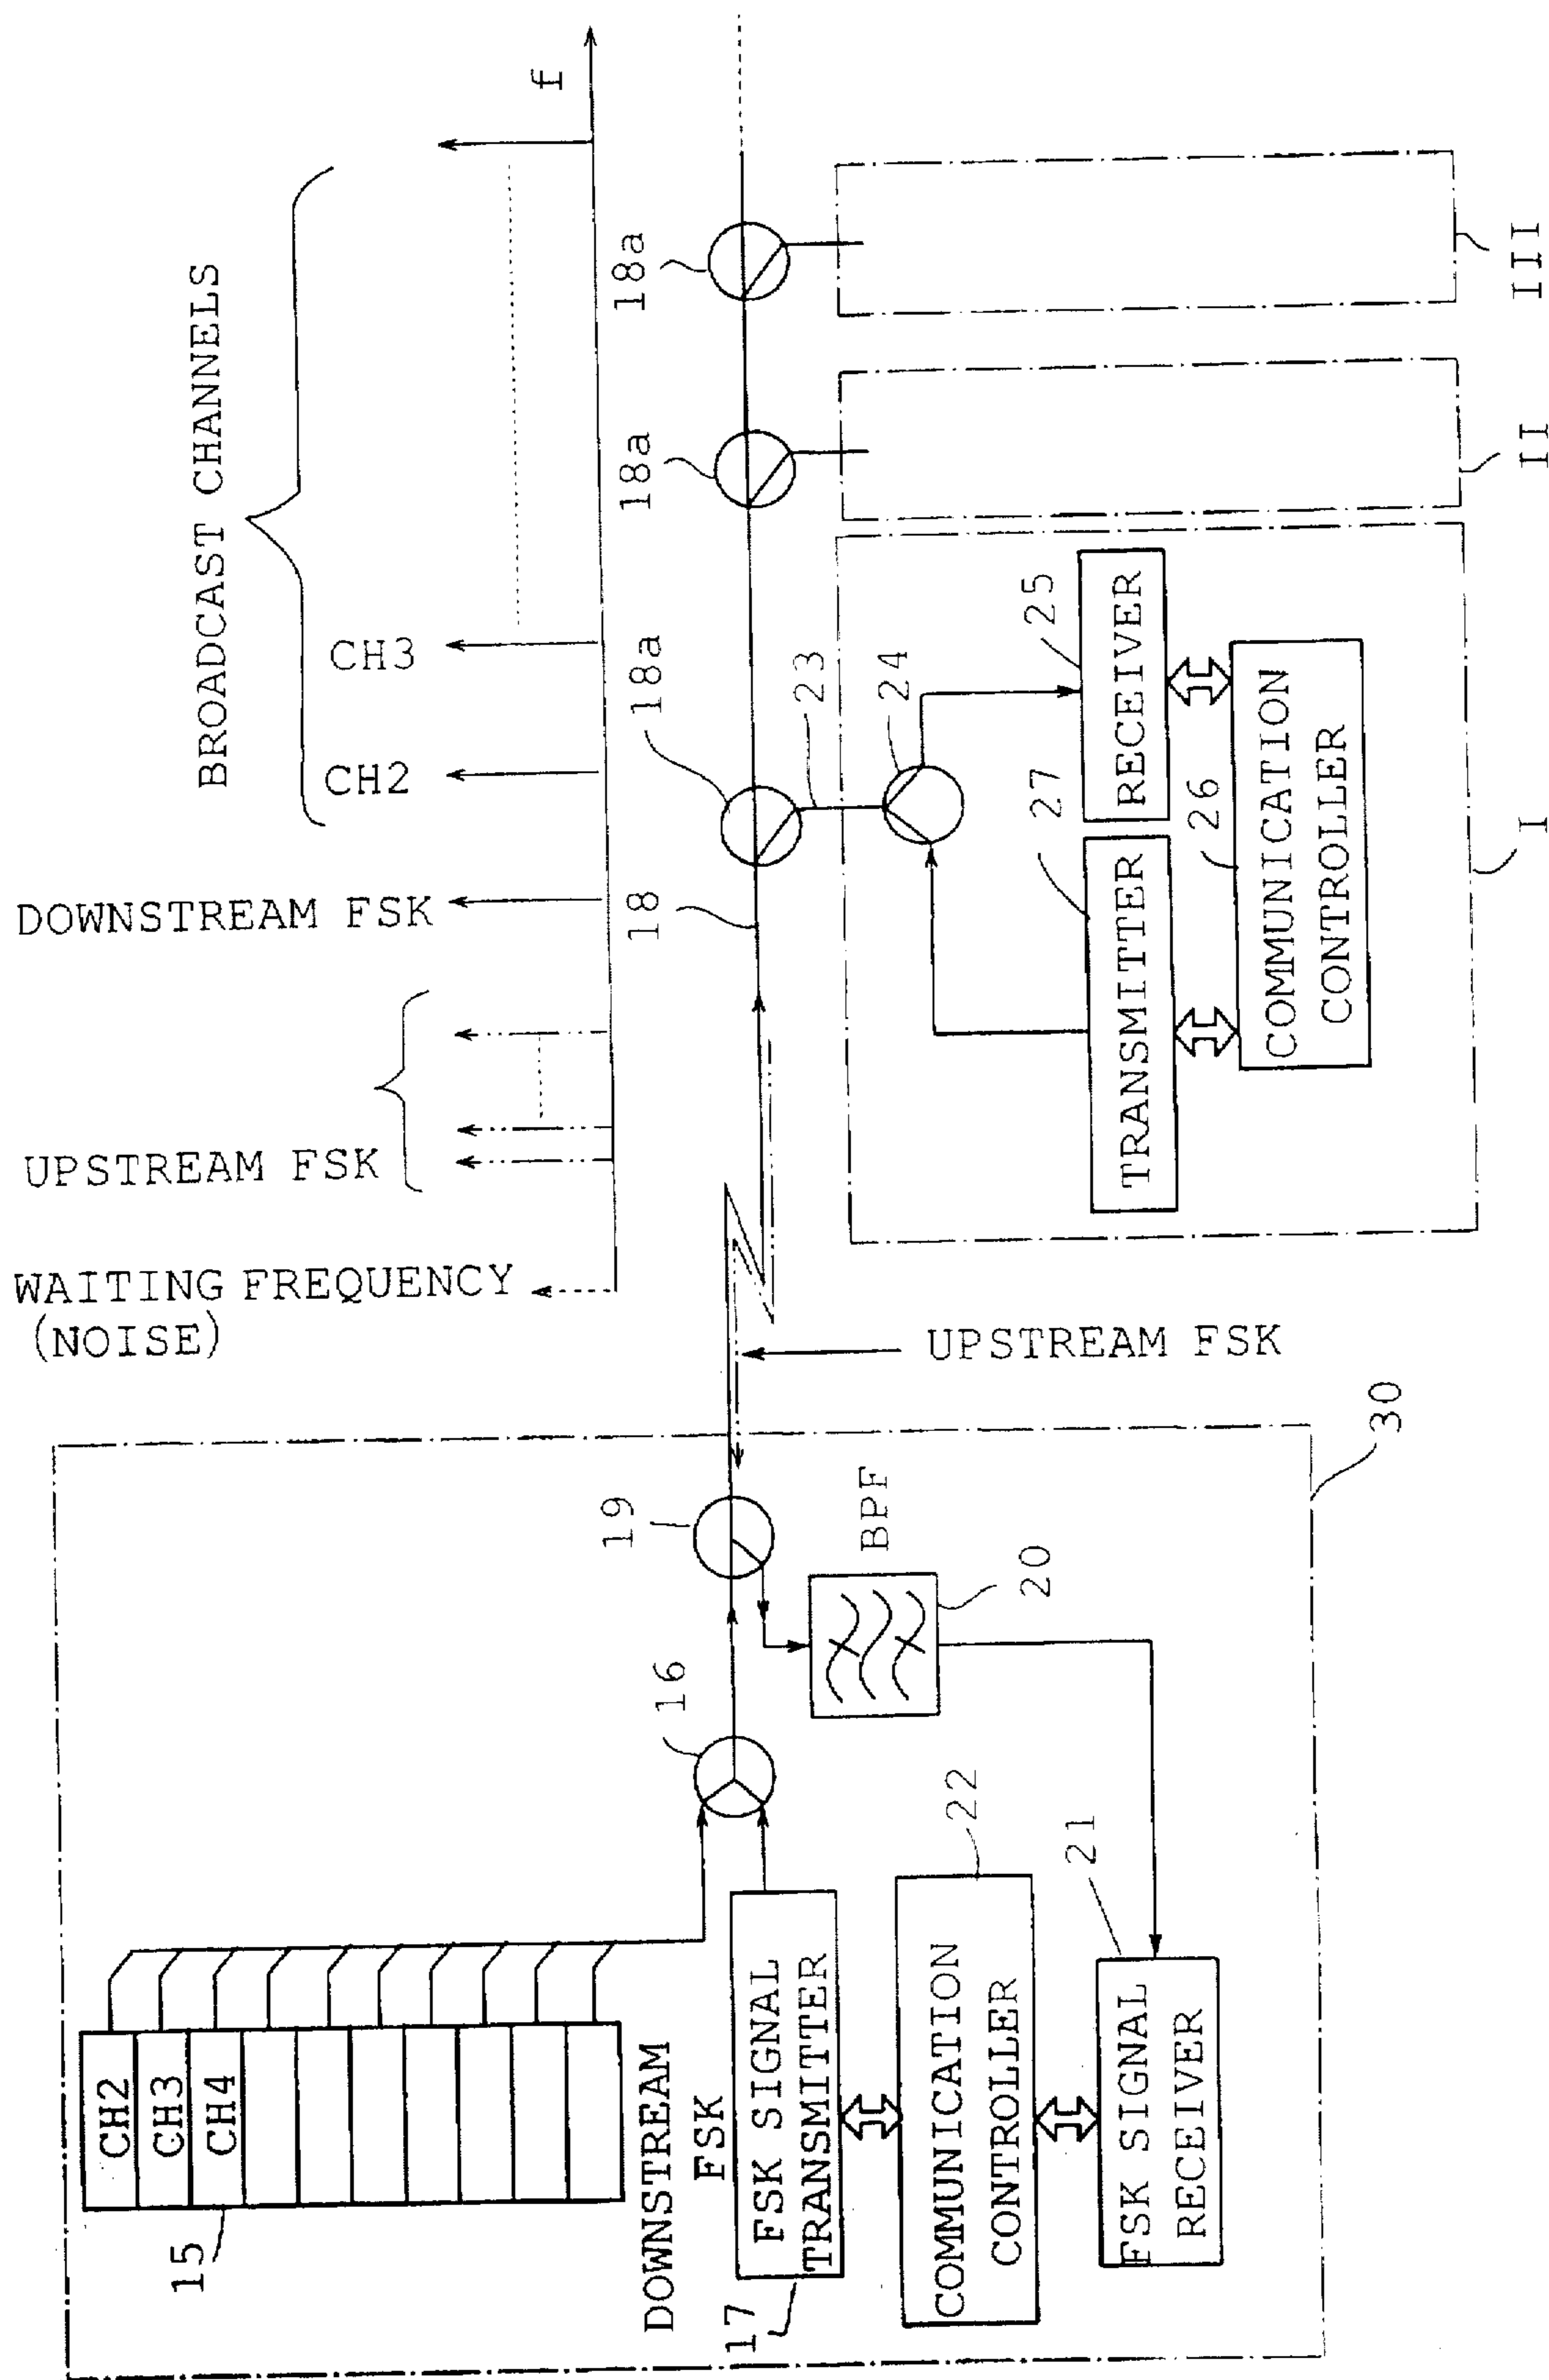 WAITING FREQUENCY
(NOISE)
UPSTREAM FSK
DOWNSTREAM FSK
BROADCAST CHANNELS
CH2
CH3
f
15
CH2
CH3
CH4
DOWNSTREAM
FSK
17
FSK SIGNAL
TRANSMITTER
16
19
BPF
20
22
COMMUNICATION
CONTROLLER
21
FSK SIGNAL
RECEIVER
30
UPSTREAM FSK
18
18a
18a
18a
23
24
25
RECEIVER
27
TRANSMITTER
26
COMMUNICATION
CONTROLLER
I
II
III